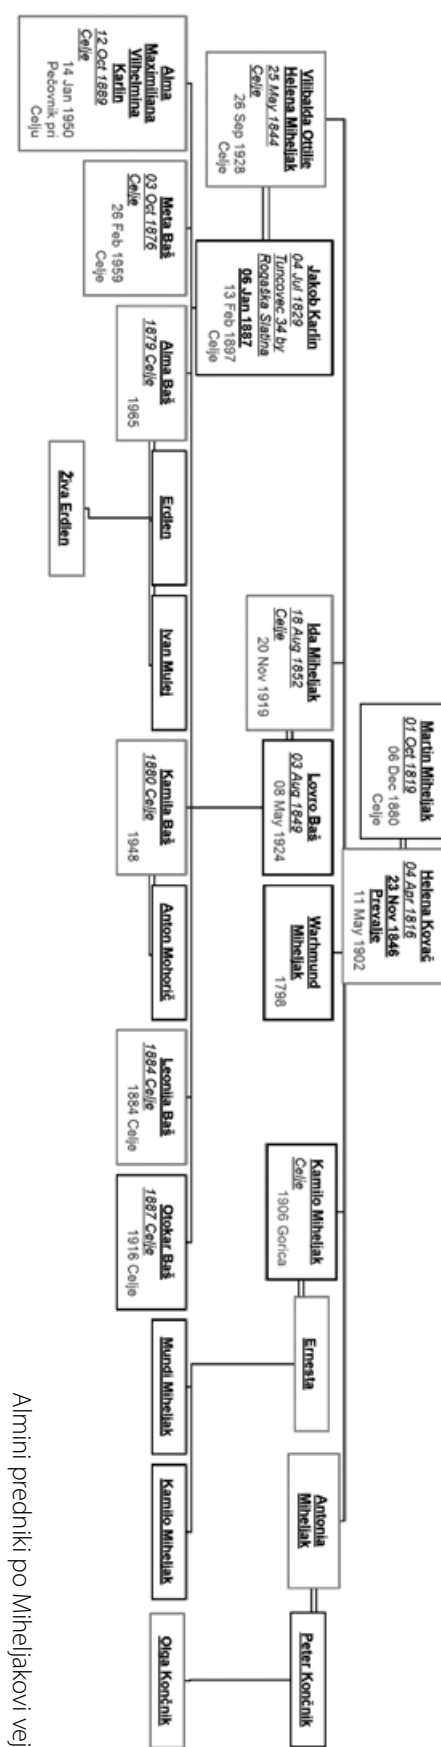 Martin Miheljak
01 Oct 1819
06 Dec 1880
Celje
Helena Kovač
04 Apr 1816
23 Nov 1846
Prevalje
11 May 1902
Vilibalda Ottilie
Helena Miheljak
25 May 1844
Celje
26 Sep 1928
Celje
Jakob Karlin
04 Jul 1829
Tuncovec 34 by
Rogaška Slatina
06 Jan 1887
13 Feb 1897
Celje
Ida Miheljak
18 Aug 1852
Celje
20 Nov 1919
Lovro Baš
03 Aug 1849
08 May 1924
Warhmund
Miheljak
1798
Kamilo Miheljak
Celje
1906 Gorica
Ernesta
Antonia
Miheljak
Peter Končnik
Alma
Maximiljana
Vilhelmina
Karlin
12 Oct 1889
Celje
14 Jan 1950
Pečovnik pri
Celju
Meta Baš
03 Oct 1876
Celje
26 Feb 1959
Celje
Alma Baš
1879 Celje
1965
Erdlen
Ivan Mulej
Kamila Baš
1880 Celje
1948
Anton Mohorič
Leonija Baš
1884 Celje
1884 Celje
Otokar Baš
1887 Celje
1916 Celje
Mundi Miheljak
Kamilo Miheljak
Olga Končnik
Živa Erdlen
Almini predniki po Miheljakovi vej